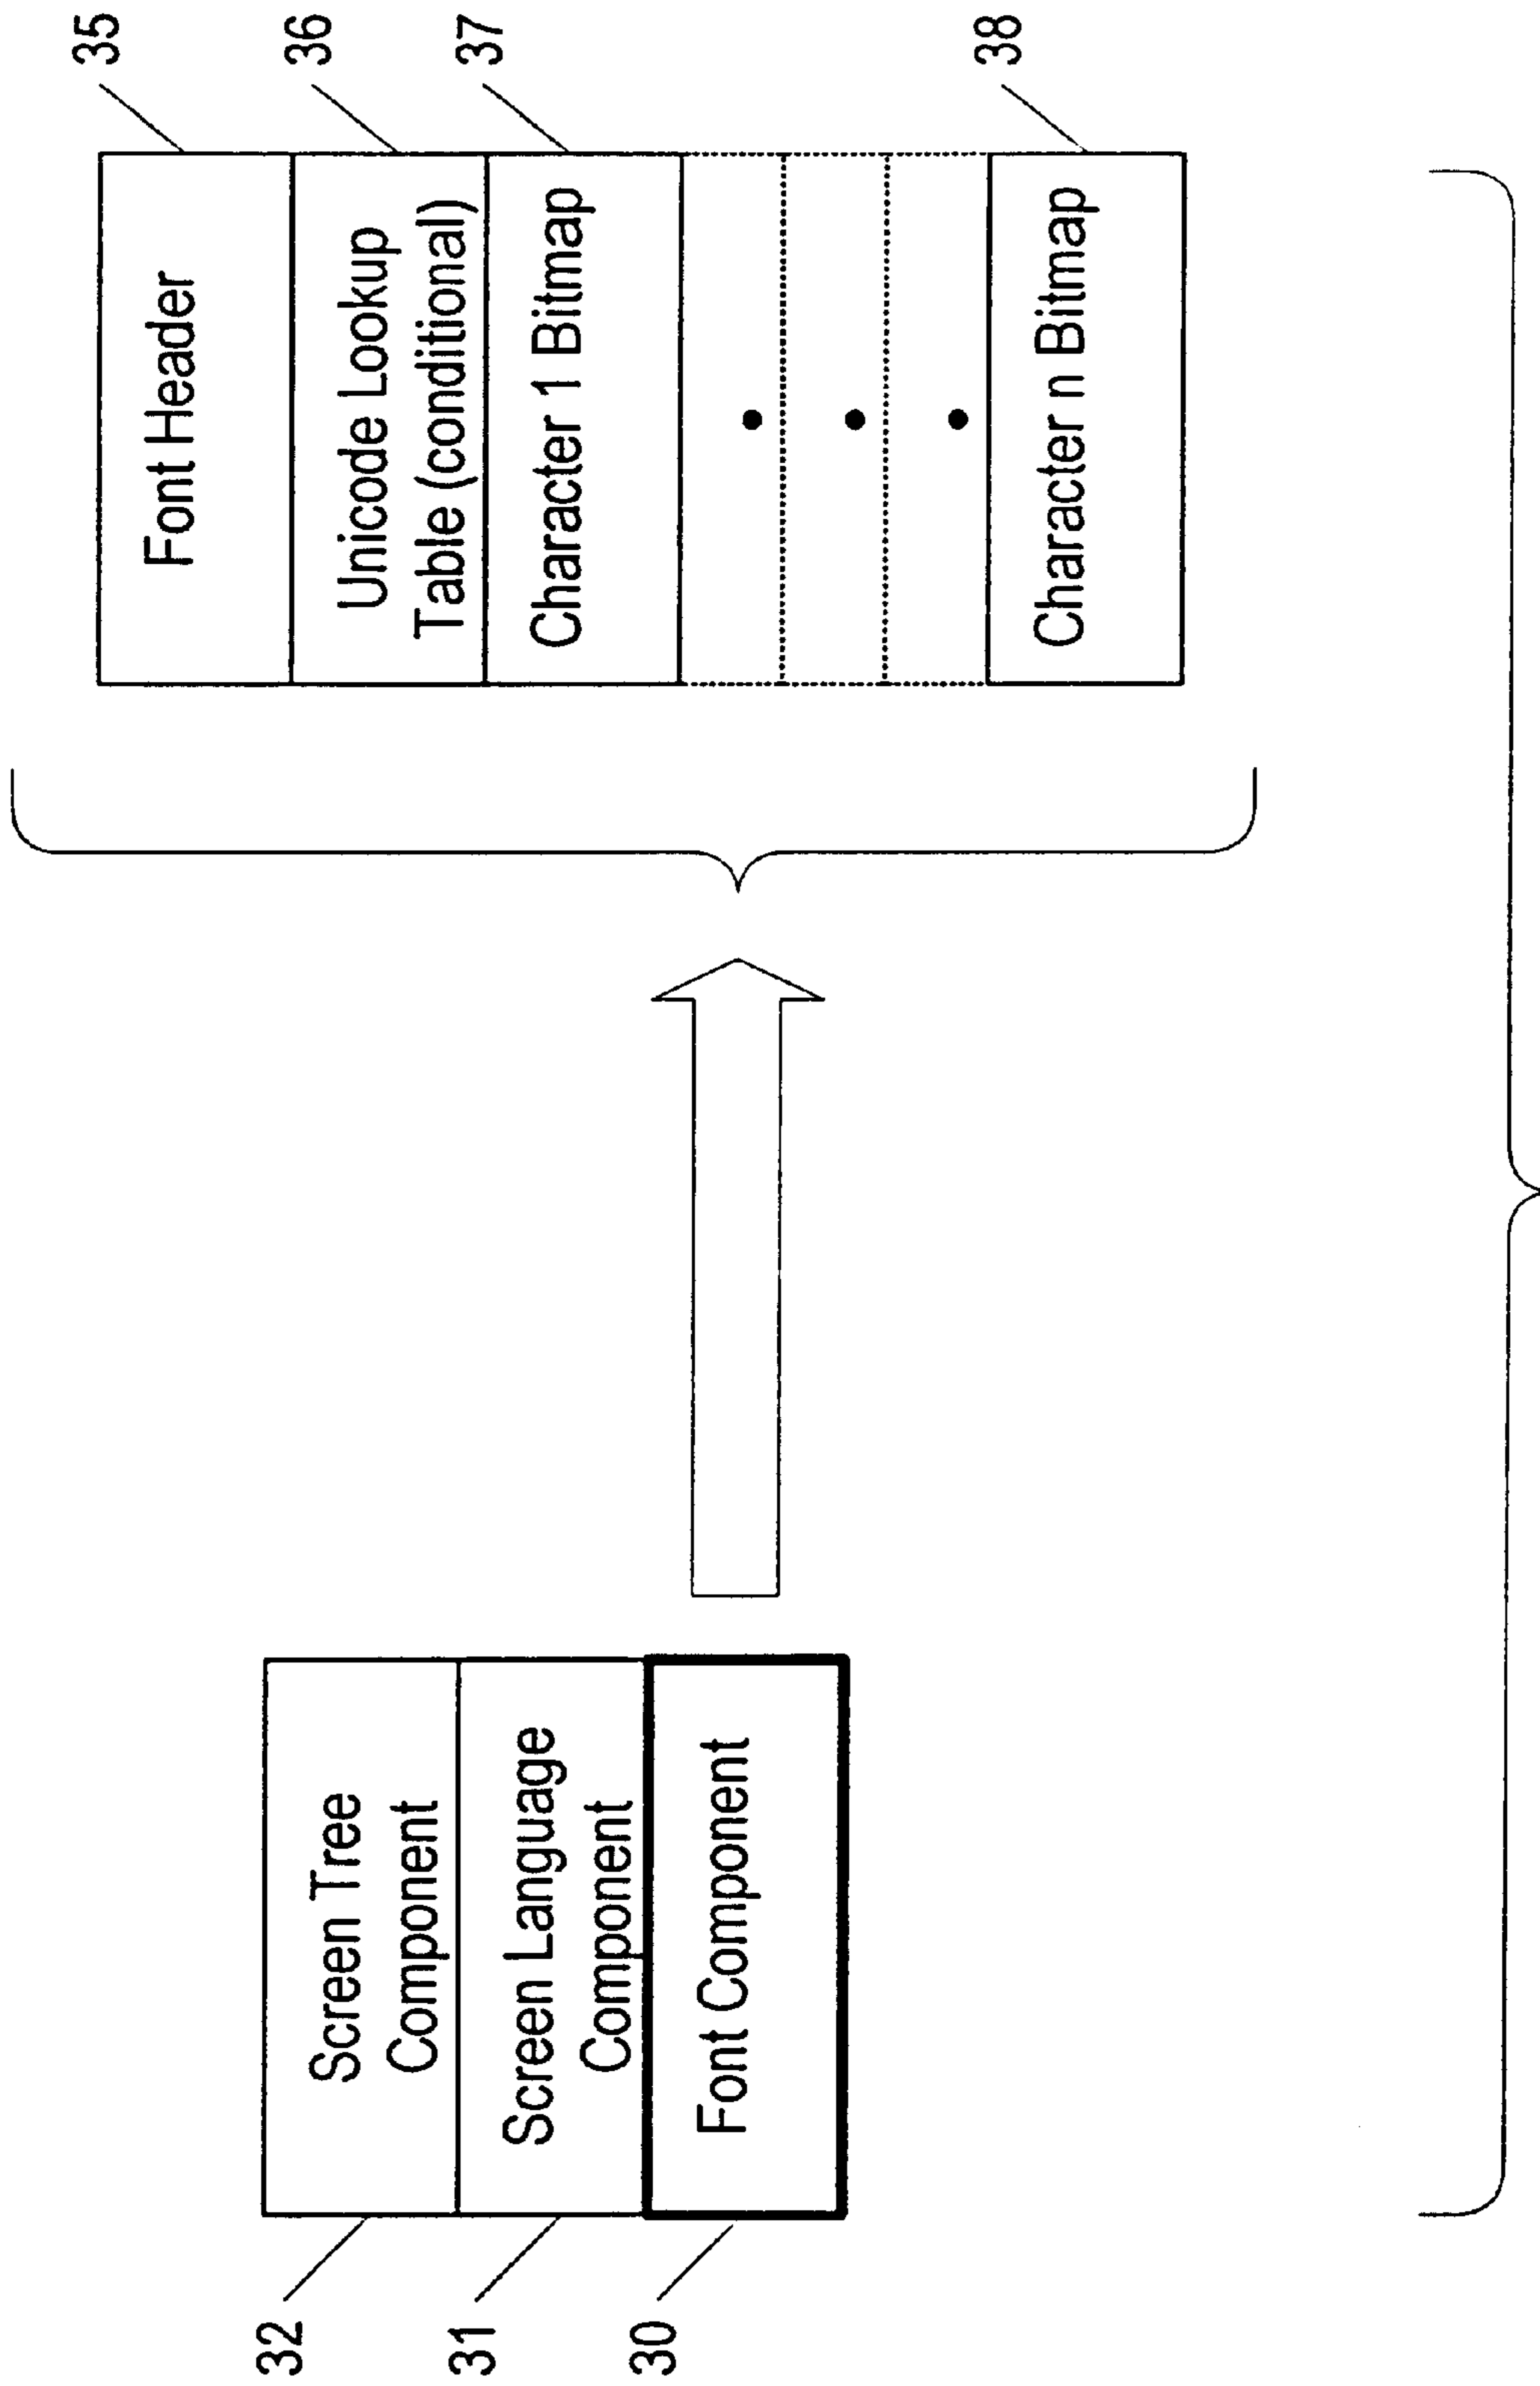 32
Screen Tree
Component
31
Screen Language
Component
30
Font Component
Font Header
35
Unicode Lookup
Table (conditional)
36
Character 1 Bitmap
37
Character n Bitmap
38